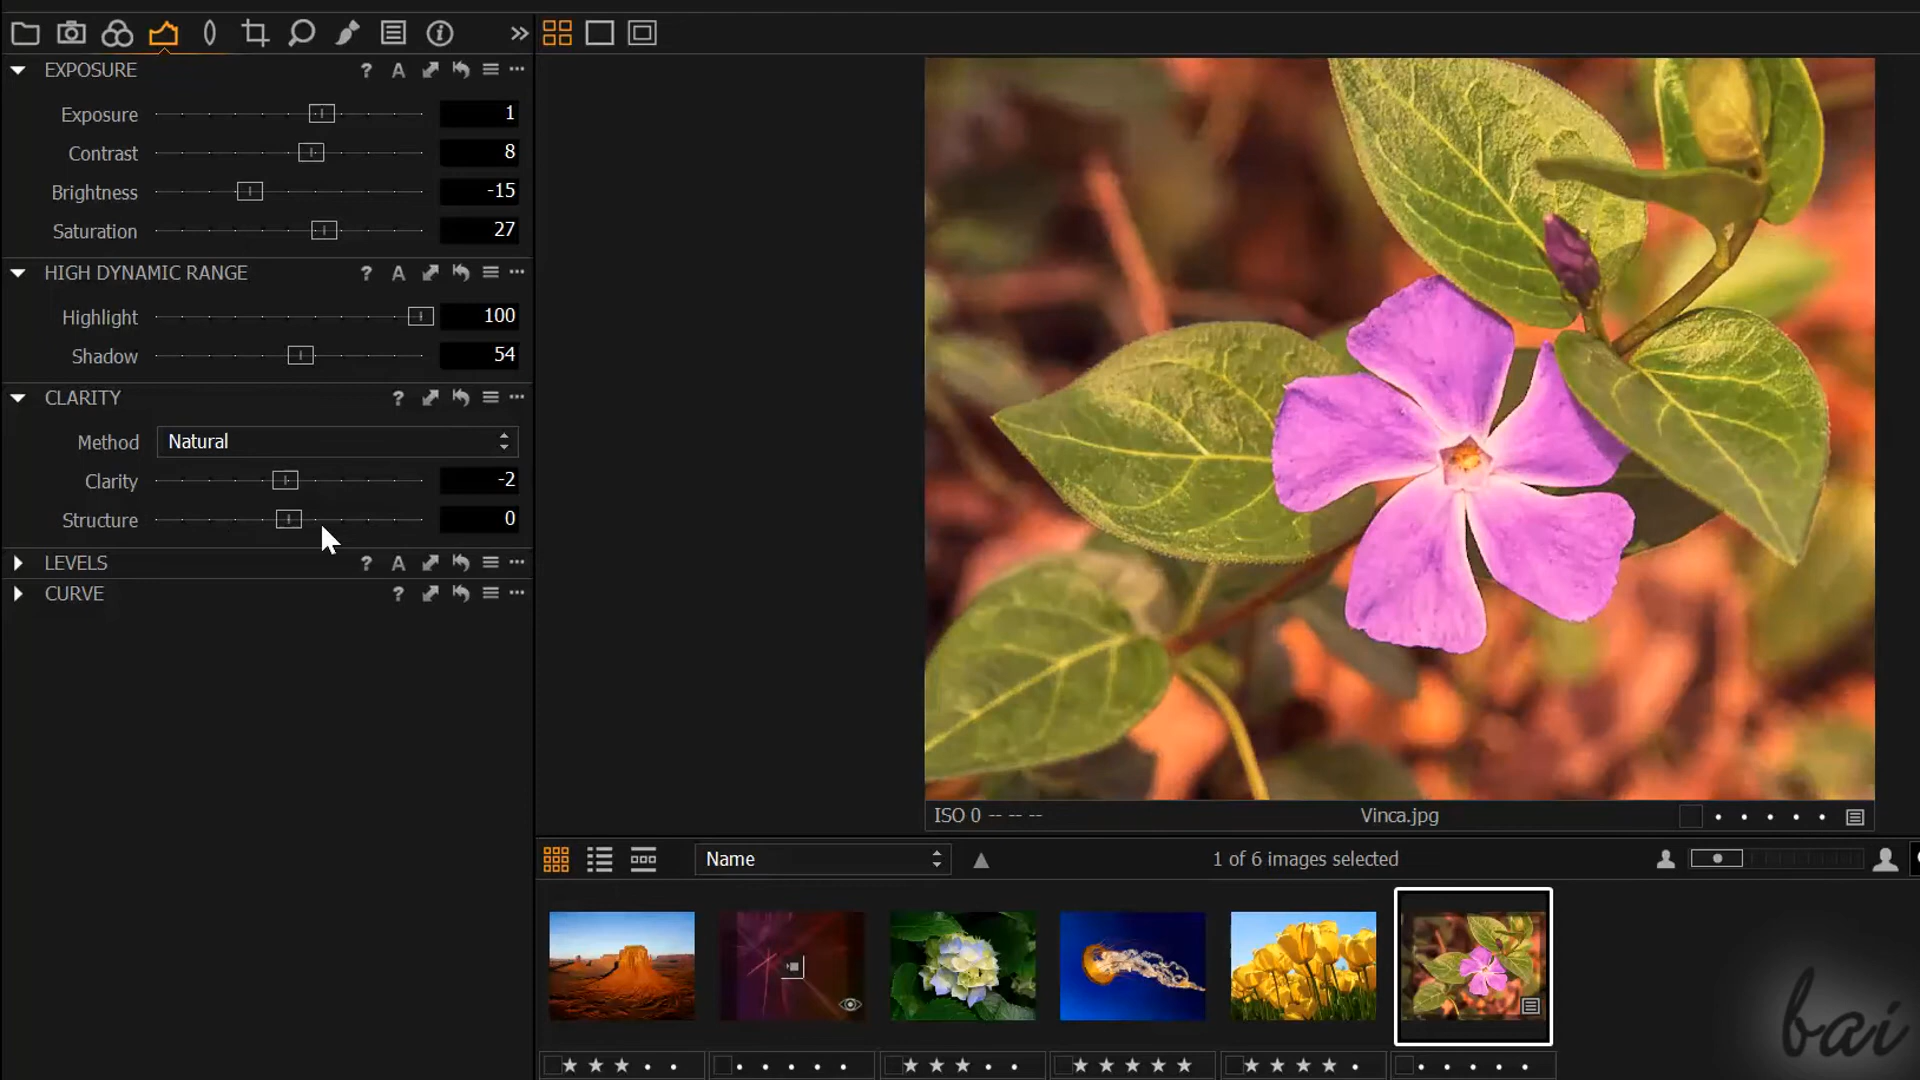 EXPOSURE ? A
Exposure 1
Contrast 8
Brightness -15
Saturation 27
HIGH DYNAMIC RANGE ? A
Highlight 100
Shadow 54
CLARITY ?
Method Natural
Clarity -2
Structure 0
LEVELS ? A
CURVE ?
ISO 0 -- -- -- Vinca.jpg
Name 1 of 6 images selected
bai